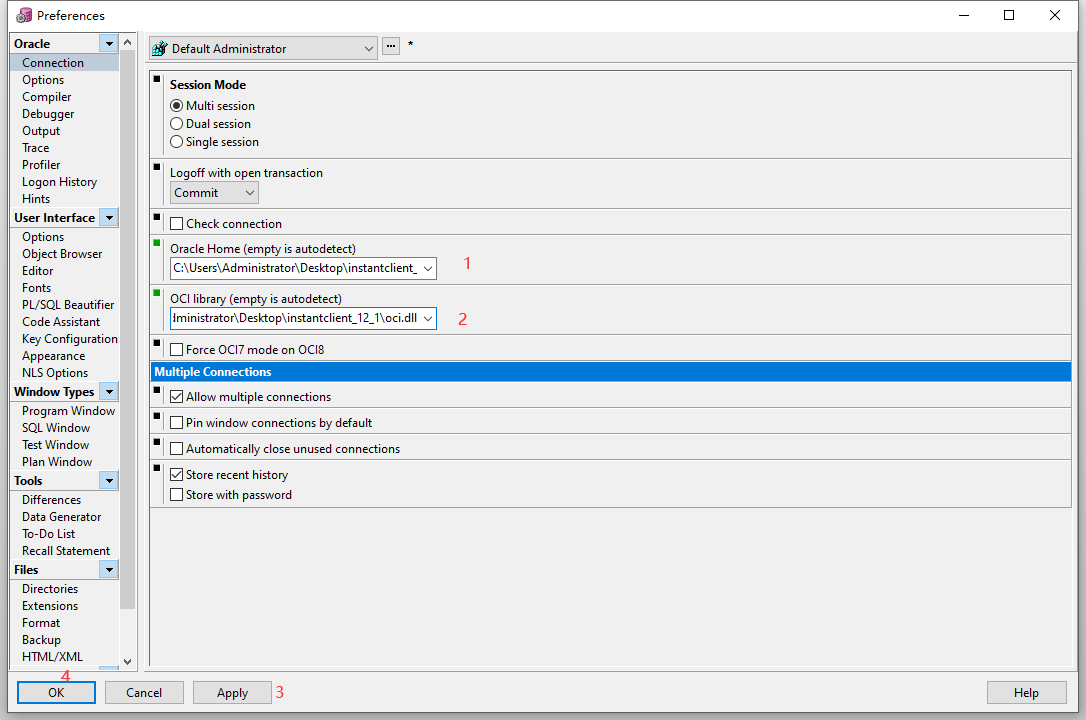 Preferences
Oracle
Connection
Options
Compiler
Debugger
Output
Trace
Profiler
Logon History
Hints
User Interface
Options
Object Browser
Editor
Fonts
PL/SQL Beautifier
Code Assistant
Key Configuration
Appearance
NLS Options
Window Types
Program Window
SQL Window
Test Window
Plan Window
Tools
Differences
Data Generator
To-Do List
Recall Statement
Files
Directories
Extensions
Format
Backup
HTML/XML
Default Administrator ... *
Session Mode
Multi session
Dual session
Single session
Logoff with open transaction
Commit
Check connection
Oracle Home (empty is autodetect)
C:\Users\Administrator\Desktop\instantclient_ 1
OCI library (empty is autodetect)
dministrator\Desktop\instantclient_12_1\oci.dll 2
Force OCI7 mode on OCI8
Multiple Connections
Allow multiple connections
Pin window connections by default
Automatically close unused connections
Store recent history
Store with password
4
OK Cancel Apply 3 Help